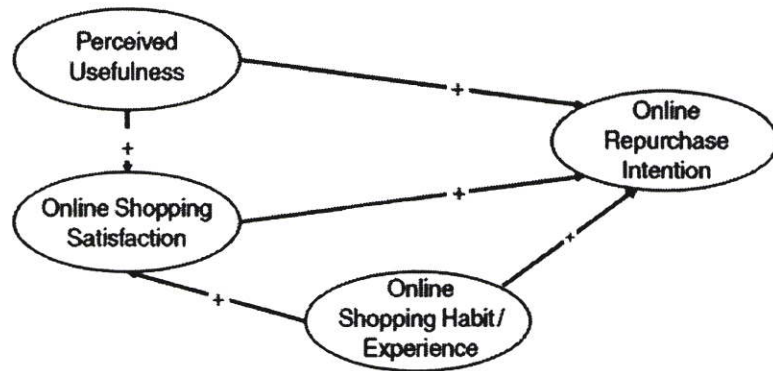 Perceived
Usefulness
+
+
Online
Repurchase
Intention
+
Online Shopping
Satisfaction
+
+
+
Online
Shopping Habit/
Experience